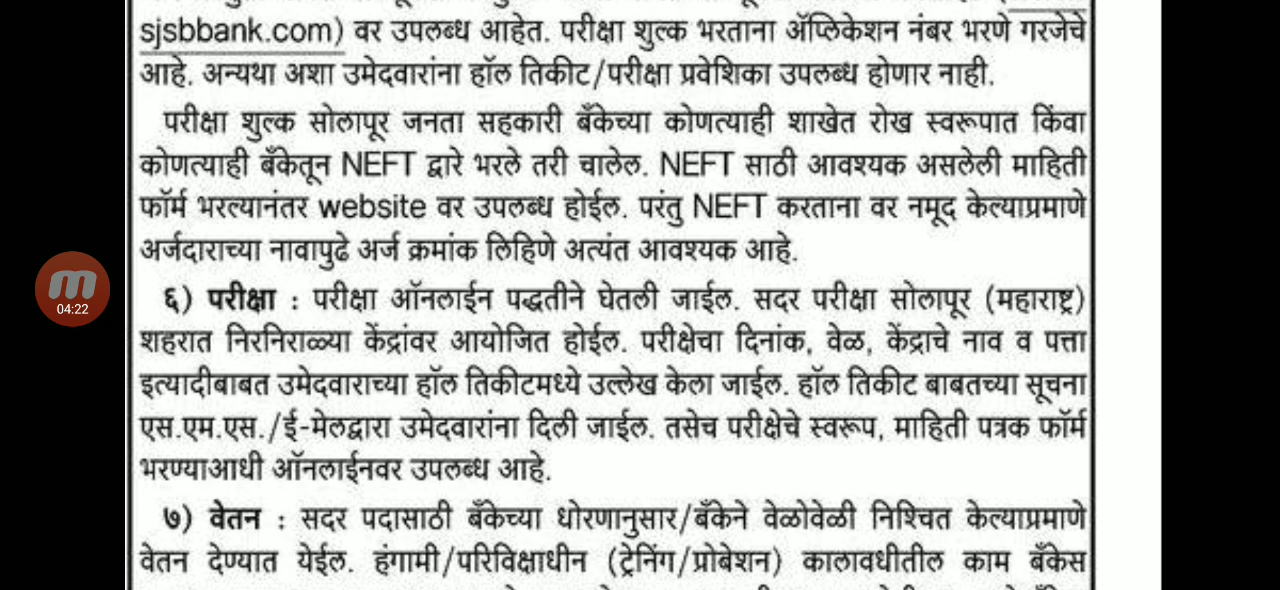 sjsbbank.com) वर उपलब्ध आहेत. परीक्षा शुल्क भरताना ॲप्लिकेशन नंबर भरणे गरजेचे
आहे. अन्यथा अशा उमेदवारांना हॉल तिकीट/परीक्षा प्रवेशिका उपलब्ध होणार नाही.
परीक्षा शुल्क सोलापूर जनता सहकारी बँकेच्या कोणत्याही शाखेत रोख स्वरूपात किंवा
कोणत्याही बँकेतून NEFT द्वारे भरले तरी चालेल. NEFT साठी आवश्यक असलेली माहिती
फॉर्म भरल्यानंतर website वर उपलब्ध होईल. परंतु NEFT करताना वर नमूद केल्याप्रमाणे
अर्जदाराच्या नावापुढे अर्ज क्रमांक लिहिणे अत्यंत आवश्यक आहे.
04:22
६) परीक्षा : परीक्षा ऑनलाईन पद्धतीने घेतली जाईल. सदर परीक्षा सोलापूर (महाराष्ट्र)
शहरात निरनिराळ्या केंद्रांवर आयोजित होईल. परीक्षेचा दिनांक, वेळ, केंद्राचे नाव व पत्ता
इत्यादीबाबत उमेदवाराच्या हॉल तिकीटमध्ये उल्लेख केला जाईल. हॉल तिकीट बाबतच्या सूचना
एस.एम.एस./ई-मेलद्वारा उमेदवारांना दिली जाईल. तसेच परीक्षेचे स्वरूप, माहिती पत्रक फॉर्म
भरण्याआधी ऑनलाईनवर उपलब्ध आहे.
७) वेतन : सदर पदासाठी बँकेच्या धोरणानुसार/बँकेने वेळोवेळी निश्चित केल्याप्रमाणे
वेतन देण्यात येईल. हंगामी/परिविक्षाधीन (ट्रेनिंग/प्रोबेशन) कालावधीतील काम बँकेस